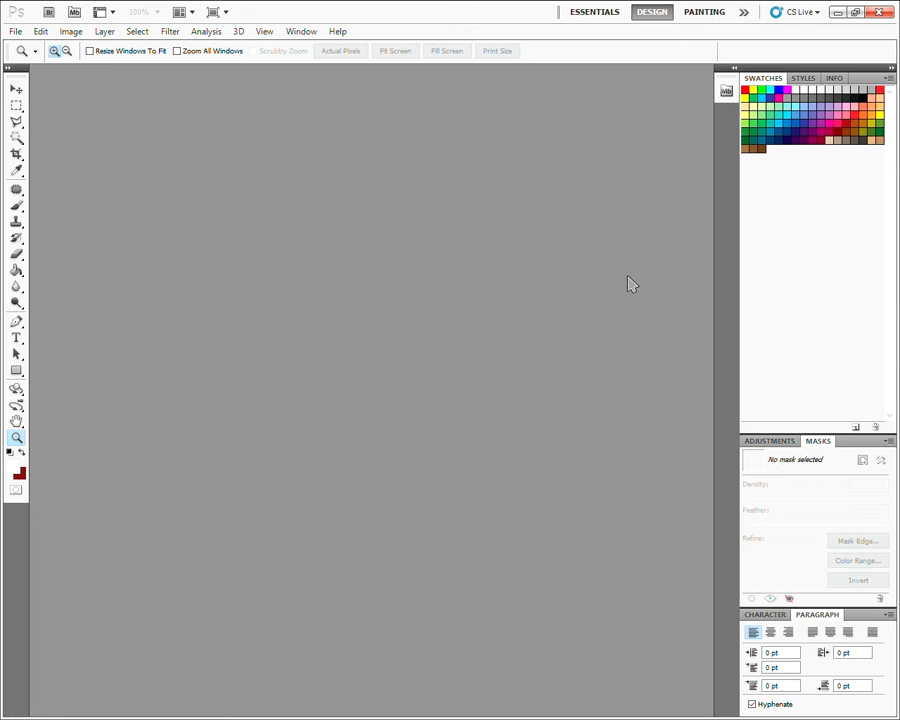 Ps Br Mb 100% ESSENTIALS DESIGN PAINTING CS Live
File Edit Image Layer Select Filter Analysis 3D View Window Help
Resize Windows To Fit Zoom All Windows Scrubby Zoom Actual Pixels Fit Screen Fill Screen Print Size
SWATCHES STYLES INFO
Mb
T
ADJUSTMENTS MASKS
No mask selected
Density:
Feather:
Refine: Mask Edge...
Color Range...
Invert
CHARACTER PARAGRAPH
0 pt 0 pt
0 pt
0 pt 0 pt
Hyphenate